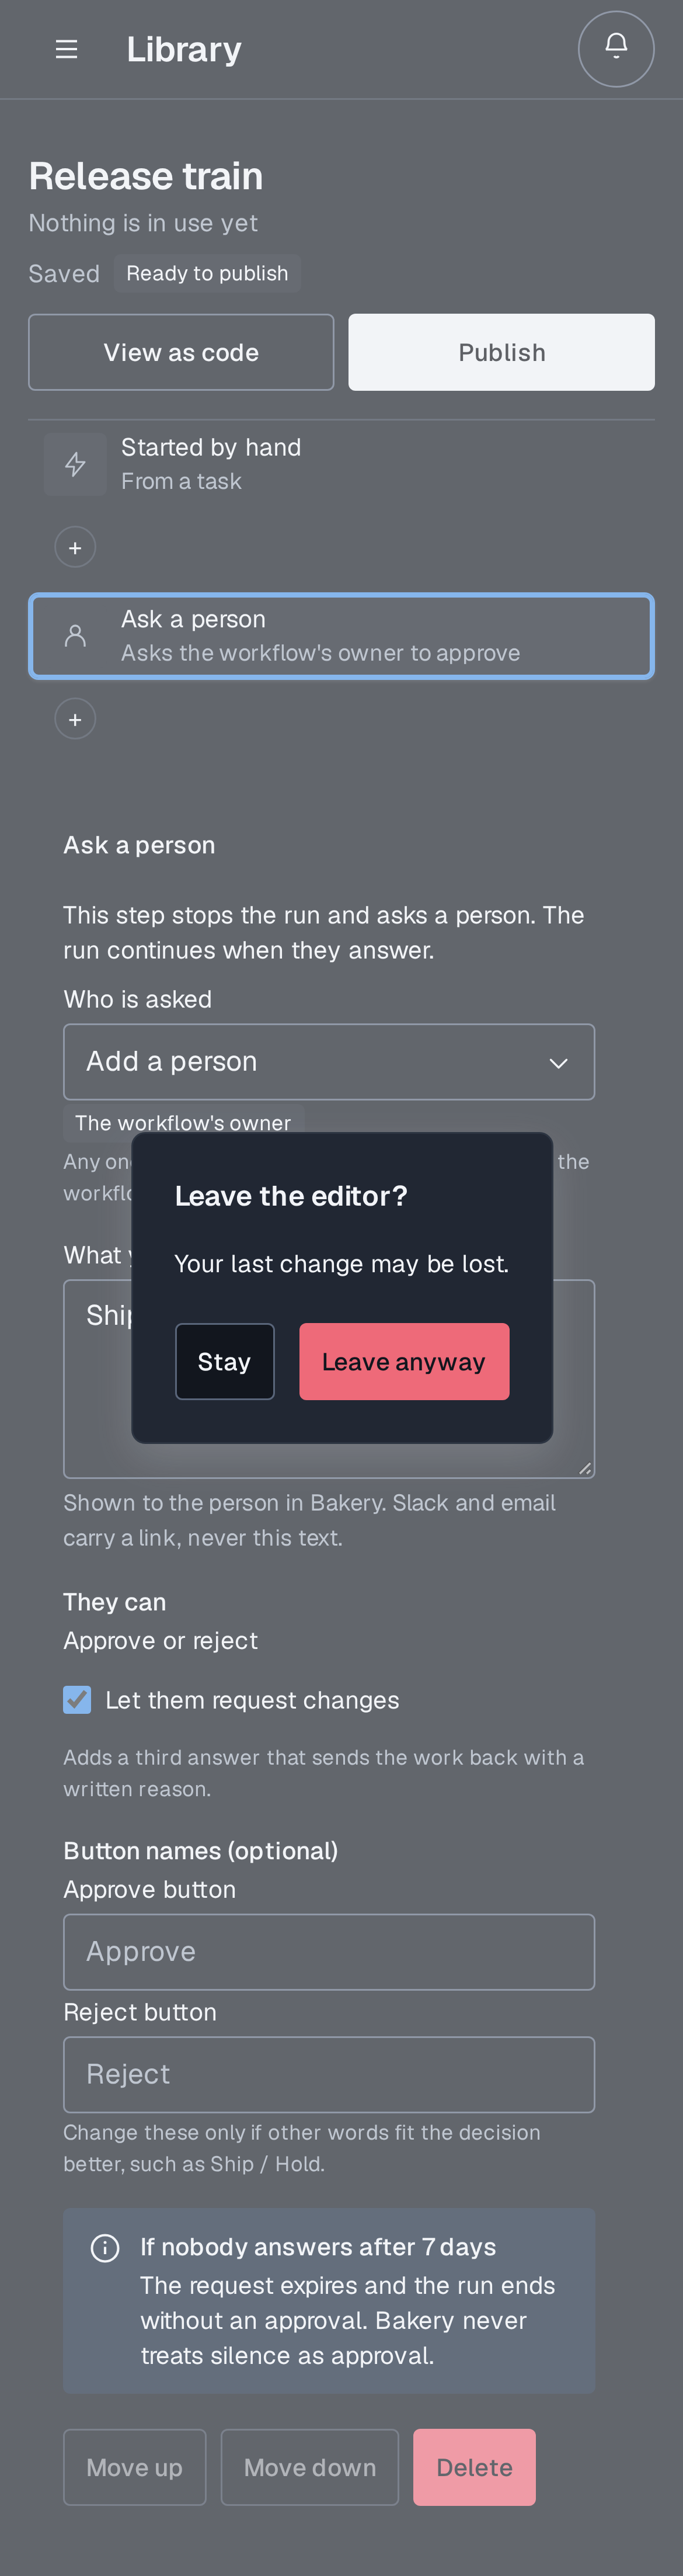 Library
Release train
Nothing is in use yet
Saved Ready to publish
View as code Publish
Started by hand
From a task
+
Ask a person
Asks the workflow's owner to approve
+
Ask a person
This step stops the run and asks a person. The
run continues when they answer.
Who is asked
Add a person
The workflow's owner
Any the
What
Leave the editor?
Your last change may be lost.
Stay Leave anyway
Shown to the person in Bakery. Slack and email
carry a link, never this text.
They can
Approve or reject
Let them request changes
Adds a third answer that sends the work back with a
written reason.
Button names (optional)
Approve button
Approve
Reject button
Reject
Change these only if other words fit the decision
better, such as Ship / Hold.
If nobody answers after 7 days
The request expires and the run ends
without an approval. Bakery never
treats silence as approval.
Move up Move down Delete